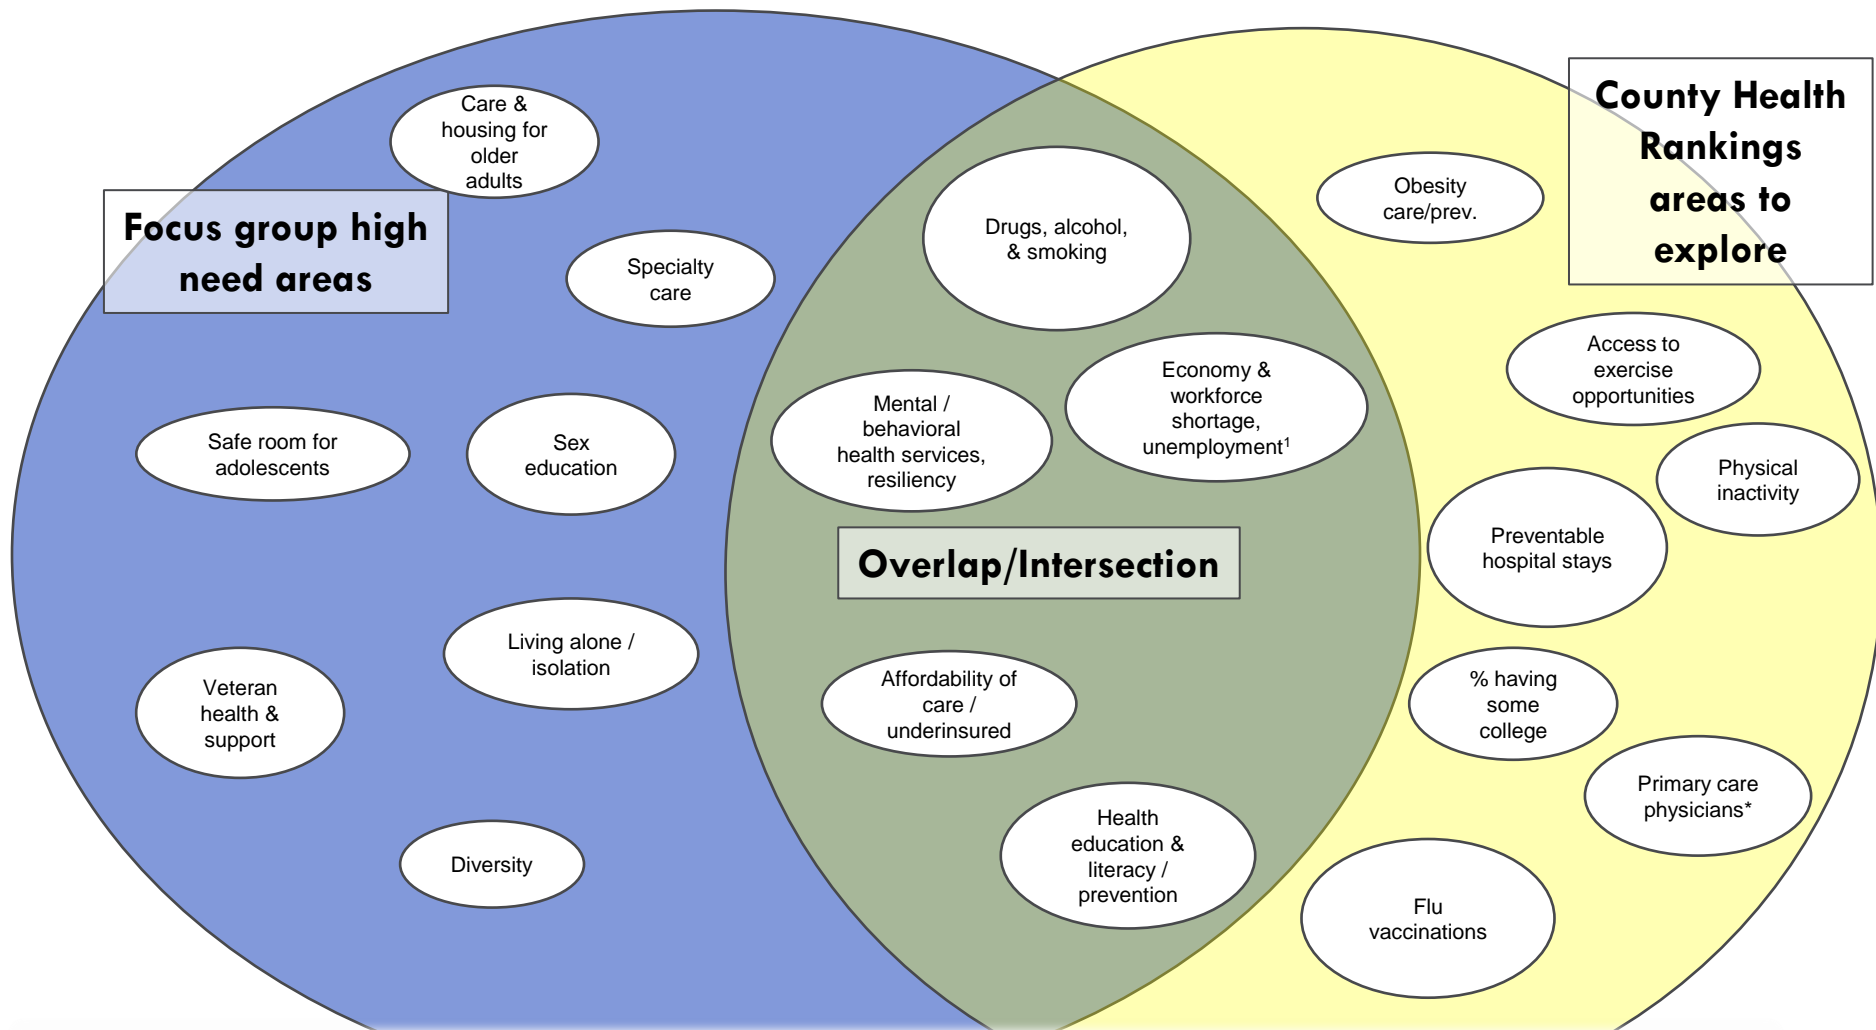 Care &
housing for
older
adults
Focus group high
need areas
Specialty
care
Safe room for
adolescents
Sex
education
Living alone /
isolation
Veteran
health &
support
Diversity
Drugs, alcohol,
& smoking
Economy &
workforce
shortage,
unemployment¹
Mental /
behavioral
health services,
resiliency
Overlap/Intersection
Affordability of
care /
underinsured
Health
education &
literacy /
prevention
County Health
Rankings
areas to
explore
Obesity
care/prev.
Access to
exercise
opportunities
Physical
inactivity
Preventable
hospital stays
% having
some
college
Primary care
physicians*
Flu
vaccinations